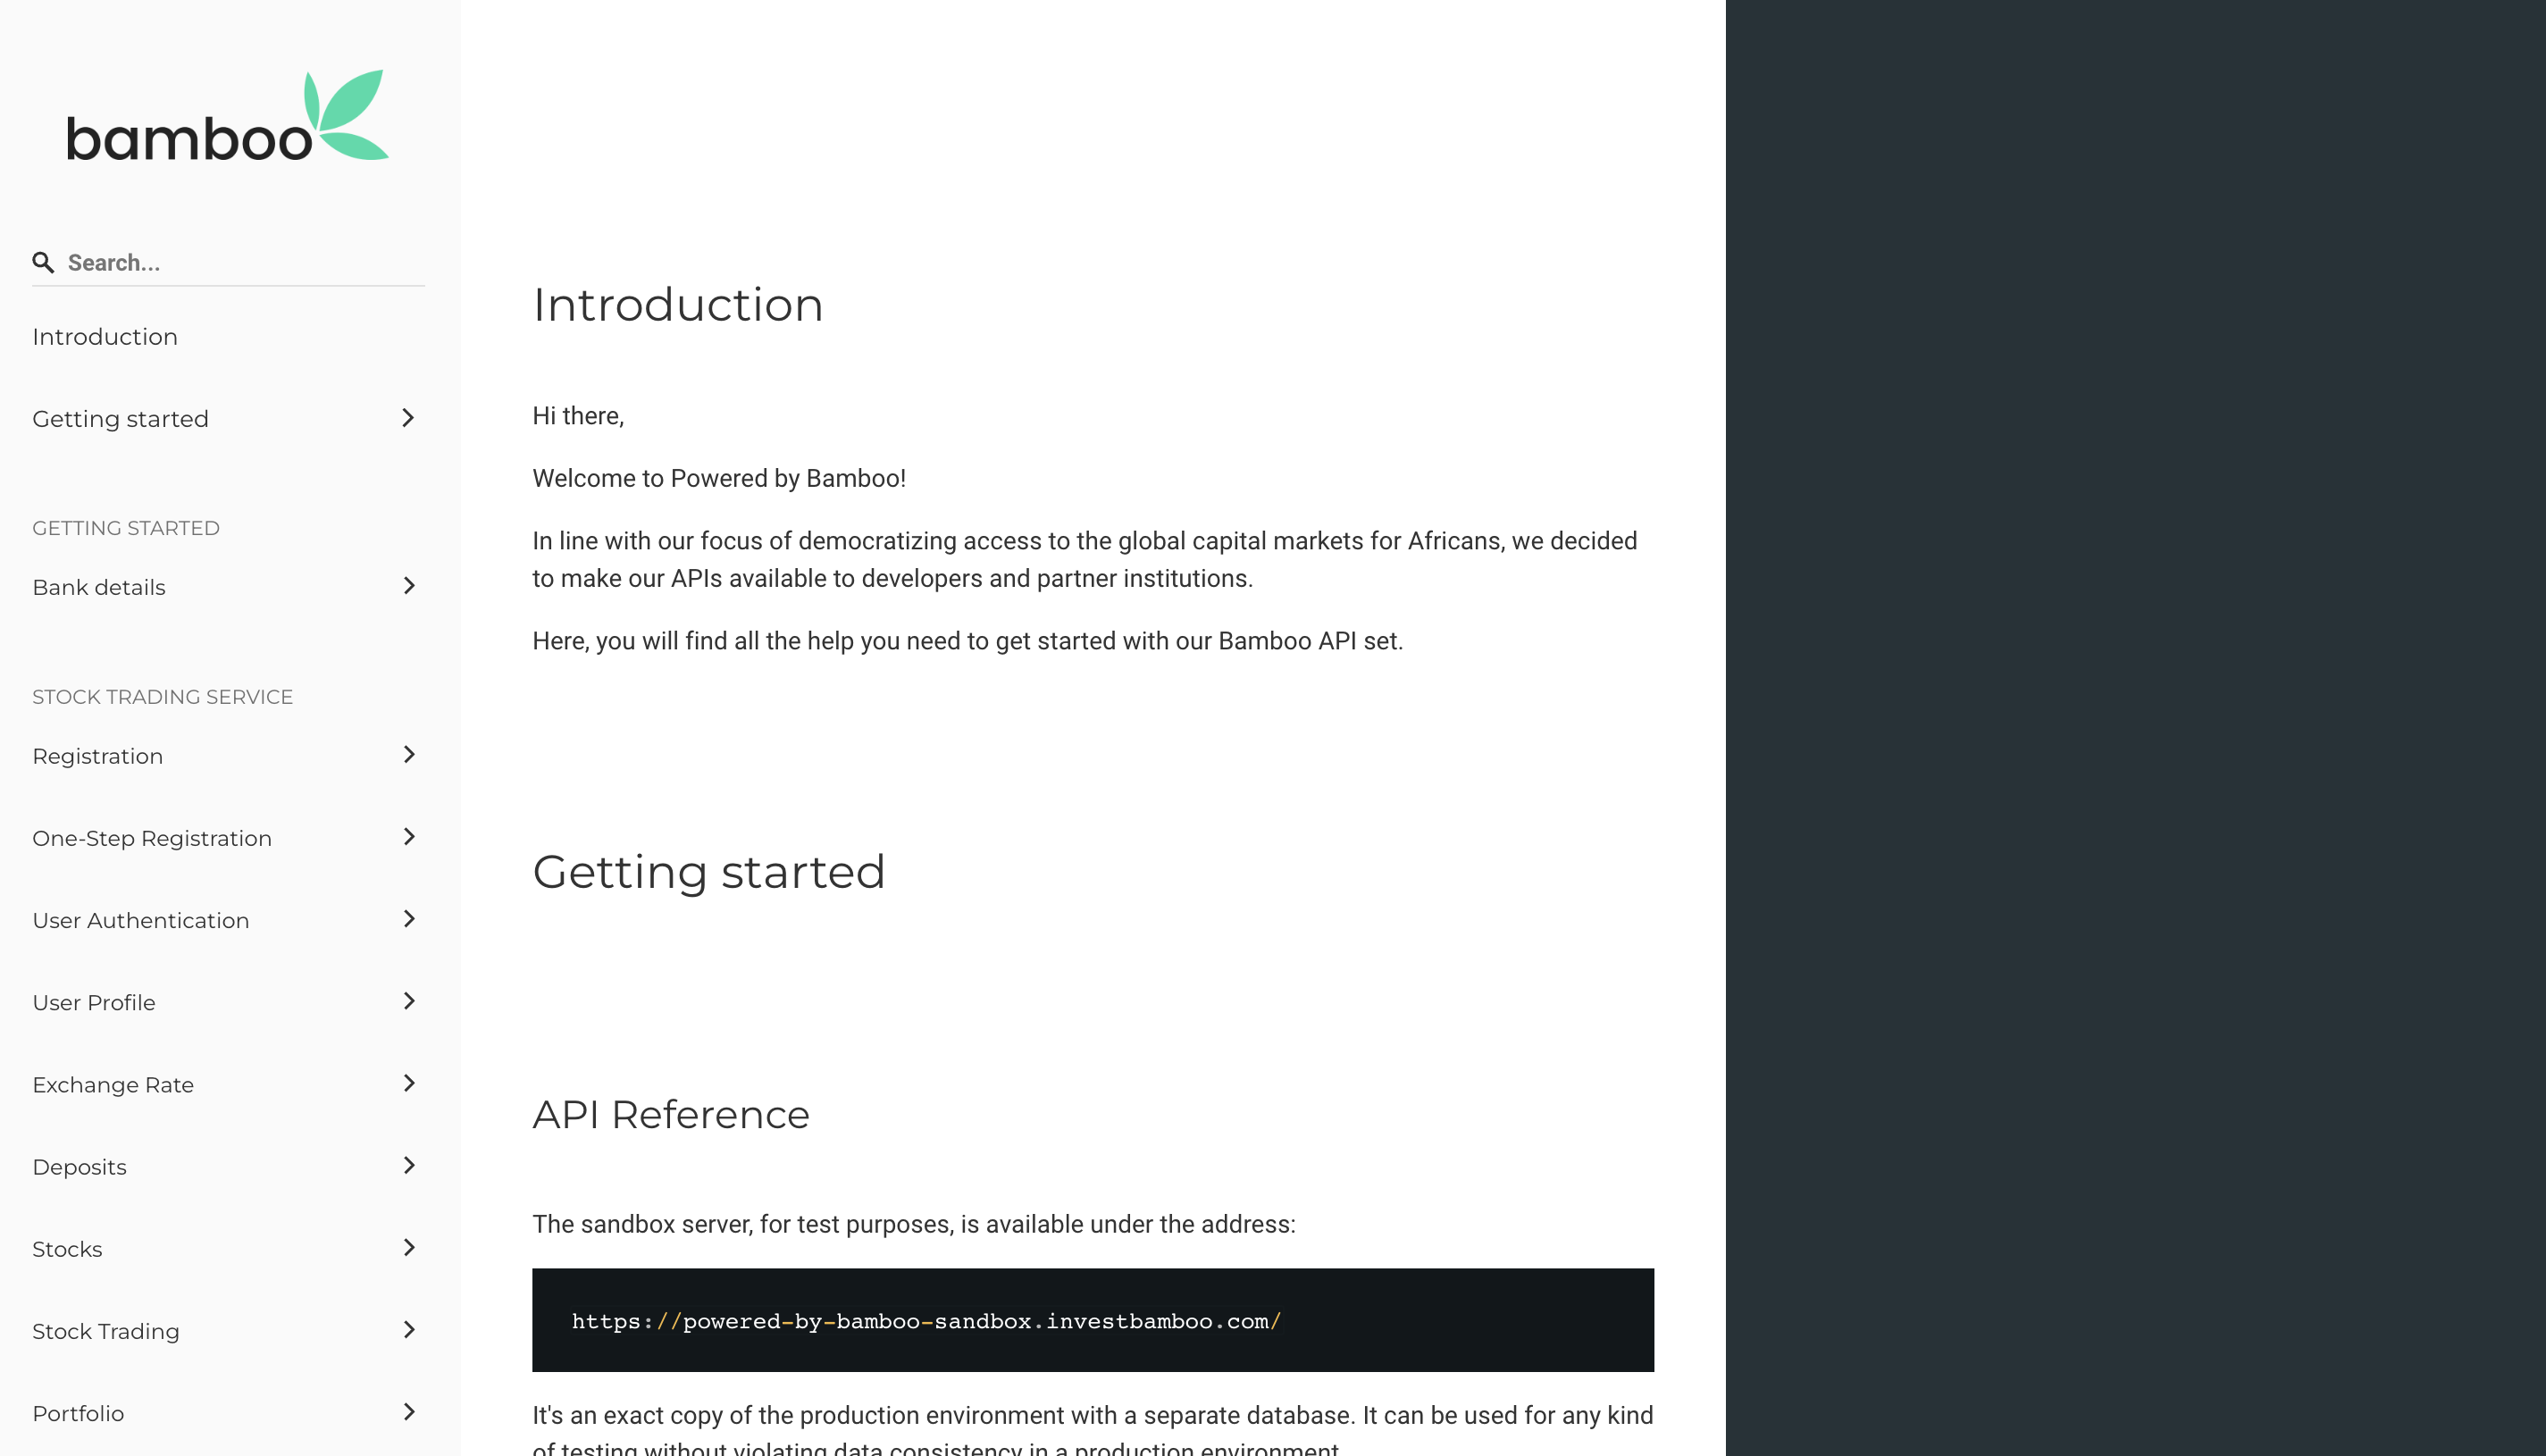 bamboo
Search...
Introduction
Getting started
GETTING STARTED
Bank details
STOCK TRADING SERVICE
Registration
One-Step Registration
User Authentication
User Profile
Exchange Rate
Deposits
Stocks
Stock Trading
Portfolio
Introduction
Hi there,
Welcome to Powered by Bamboo!
In line with our focus of democratizing access to the global capital markets for Africans, we decided
to make our APIs available to developers and partner institutions.
Here, you will find all the help you need to get started with our Bamboo API set.
Getting started
API Reference
The sandbox server, for test purposes, is available under the address:
https://powered-by-bamboo-sandbox.investbamboo.com/
It's an exact copy of the production environment with a separate database. It can be used for any kind
of testing without violating data consistency in a production environment.